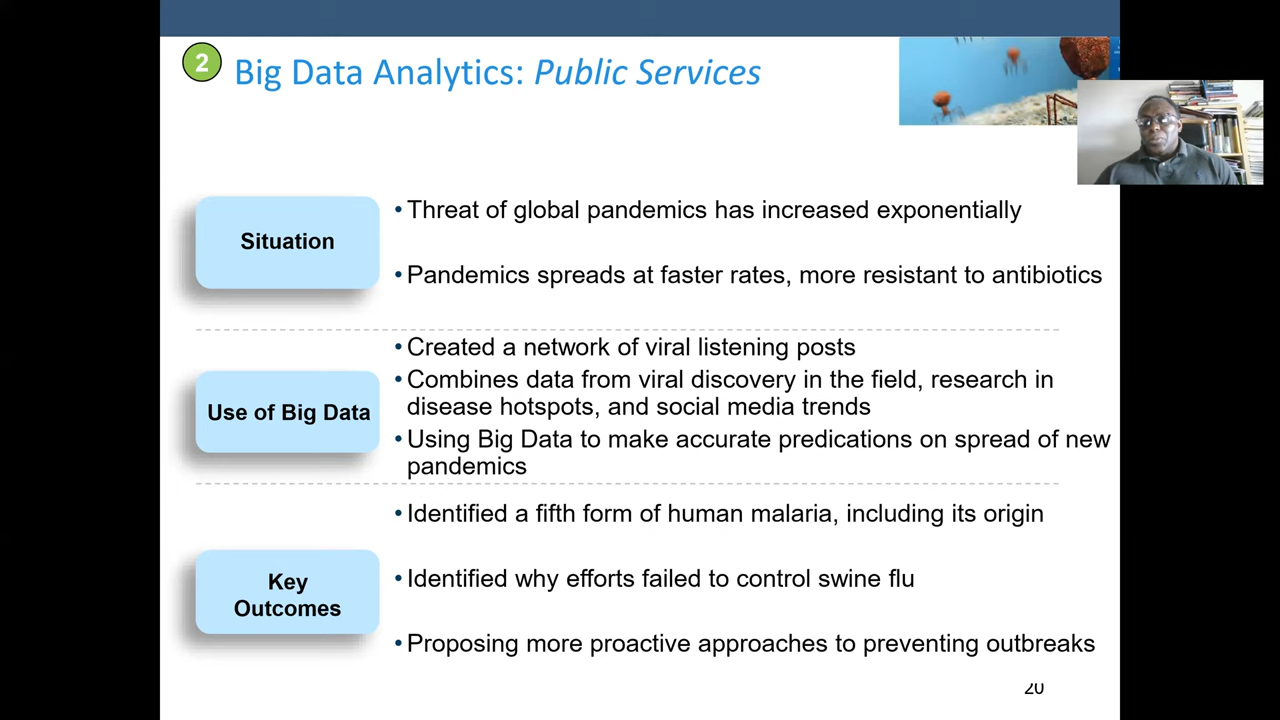 2
Big Data Analytics: Public Services
Situation
• Threat of global pandemics has increased exponentially
• Pandemics spreads at faster rates, more resistant to antibiotics
Use of Big Data
• Created a network of viral listening posts
• Combines data from viral discovery in the field, research in
disease hotspots, and social media trends
• Using Big Data to make accurate predications on spread of new
pandemics
Key
Outcomes
• Identified a fifth form of human malaria, including its origin
• Identified why efforts failed to control swine flu
• Proposing more proactive approaches to preventing outbreaks
20